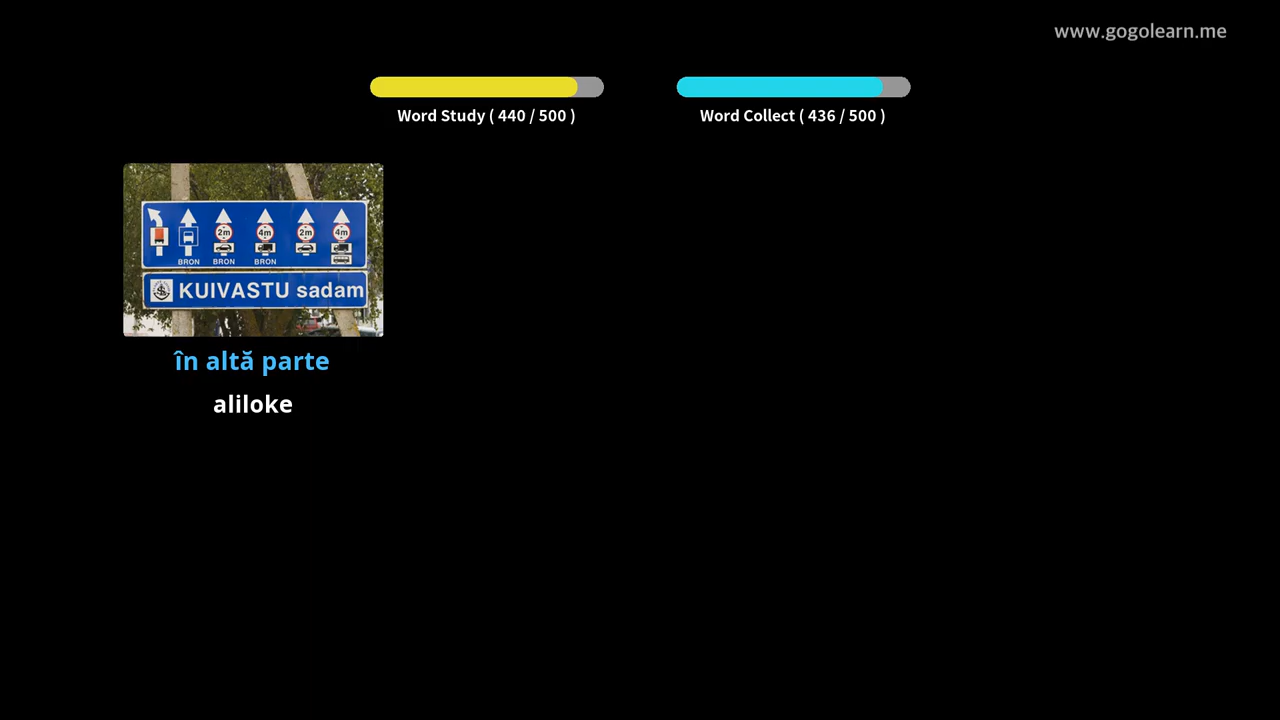 www.gogolearn.me
Word Study ( 440 / 500 )
Word Collect ( 436 / 500 )
2m 4m 2m 4m
BRON BRON BRON
KUIVASTU sadam
în altă parte
aliloke